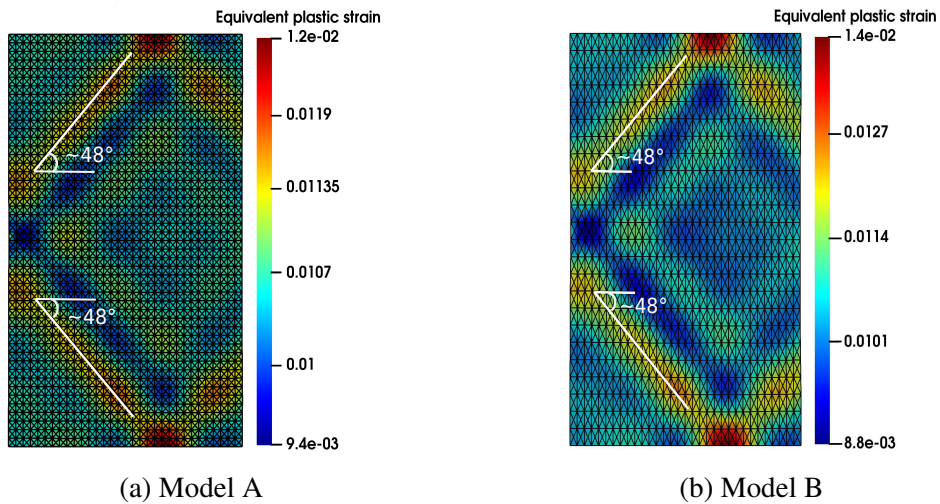 Equivalent plastic strain
1.2e-02
0.0119
0.01135
0.0107
0.01
9.4e-03
~48°
~48°
(a) Model A
Equivalent plastic strain
1.4e-02
0.0127
0.0114
0.0101
8.8e-03
~48°
~48°
(b) Model B